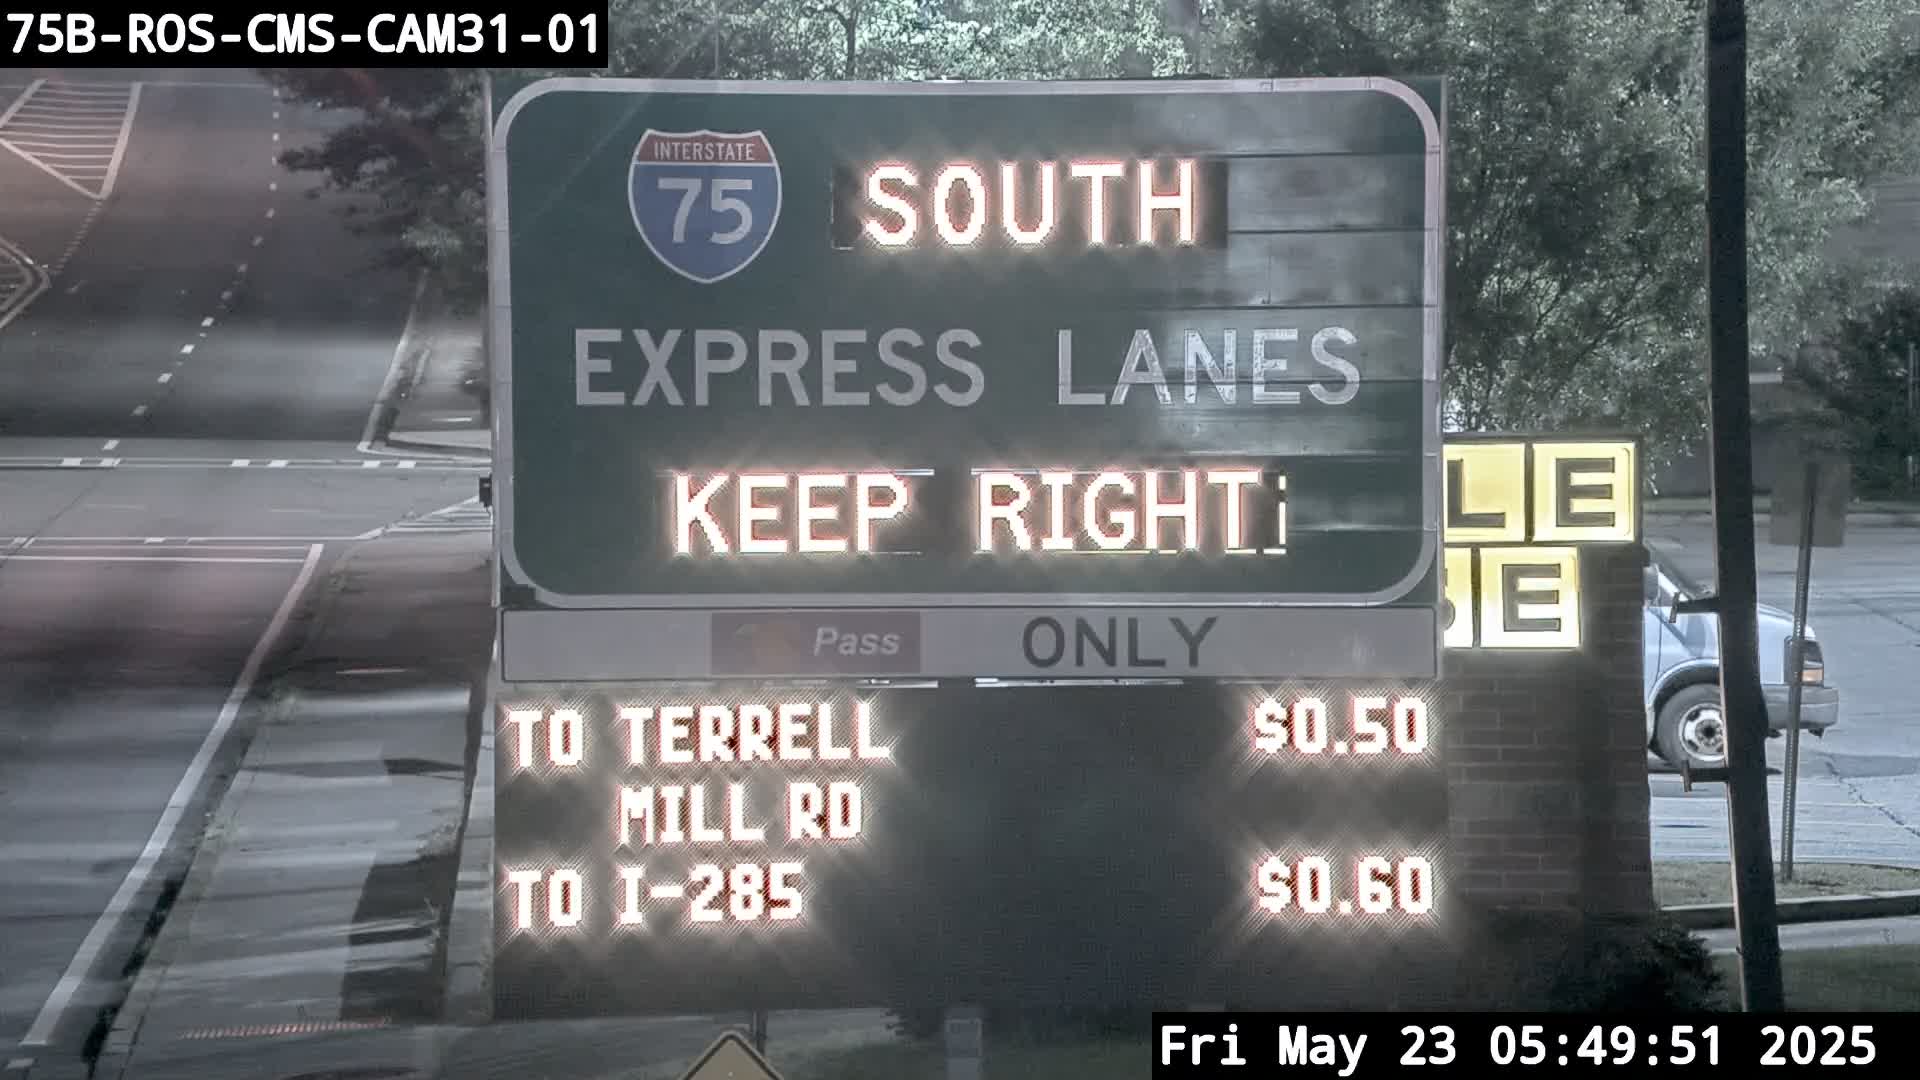 75B-ROS-CMS-CAM31-01
INTERSTATE
75
SOUTH
EXPRESS LANES
KEEP RIGHT
Pass ONLY
TO TERRELL $0.50
MILL RD
TO I-285 $0.60
LE
E
Fri May 23 05:49:51 2025